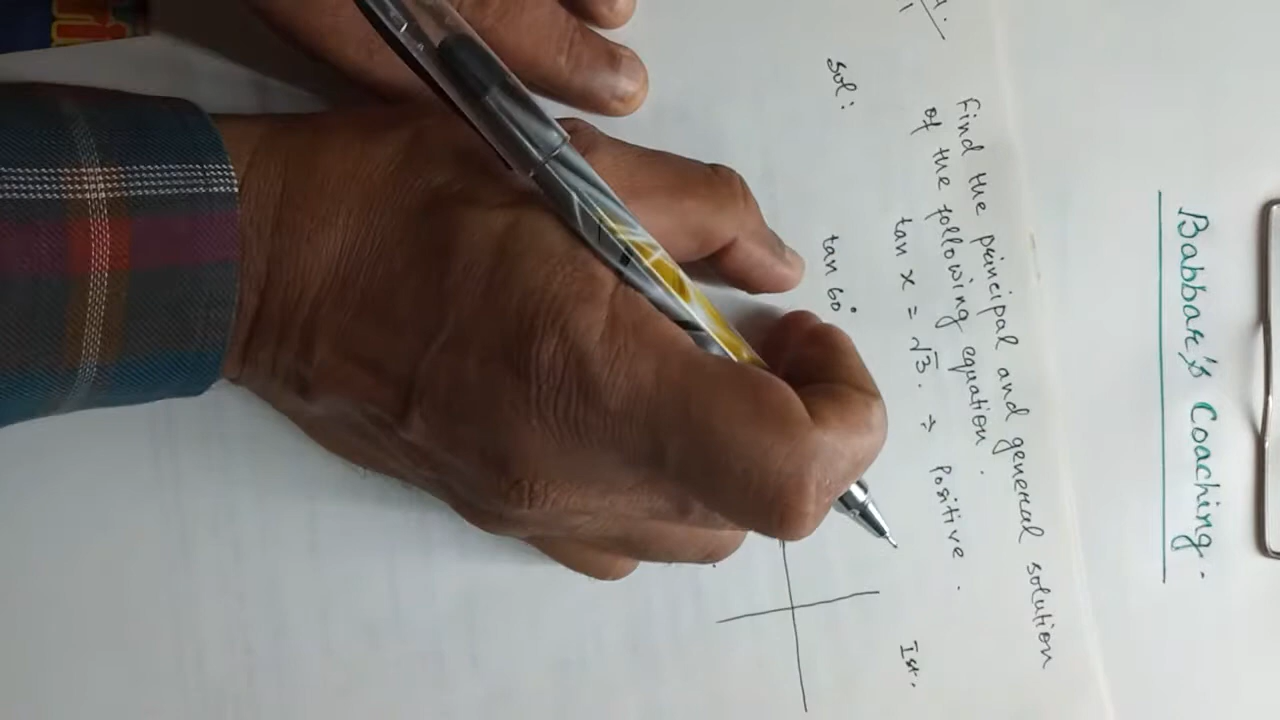 Babbar's Coaching.
Find the principal and general solution
of the following equation.
tan x = √3. ÷ Positive.
Ist.
Sol:
tan 60°